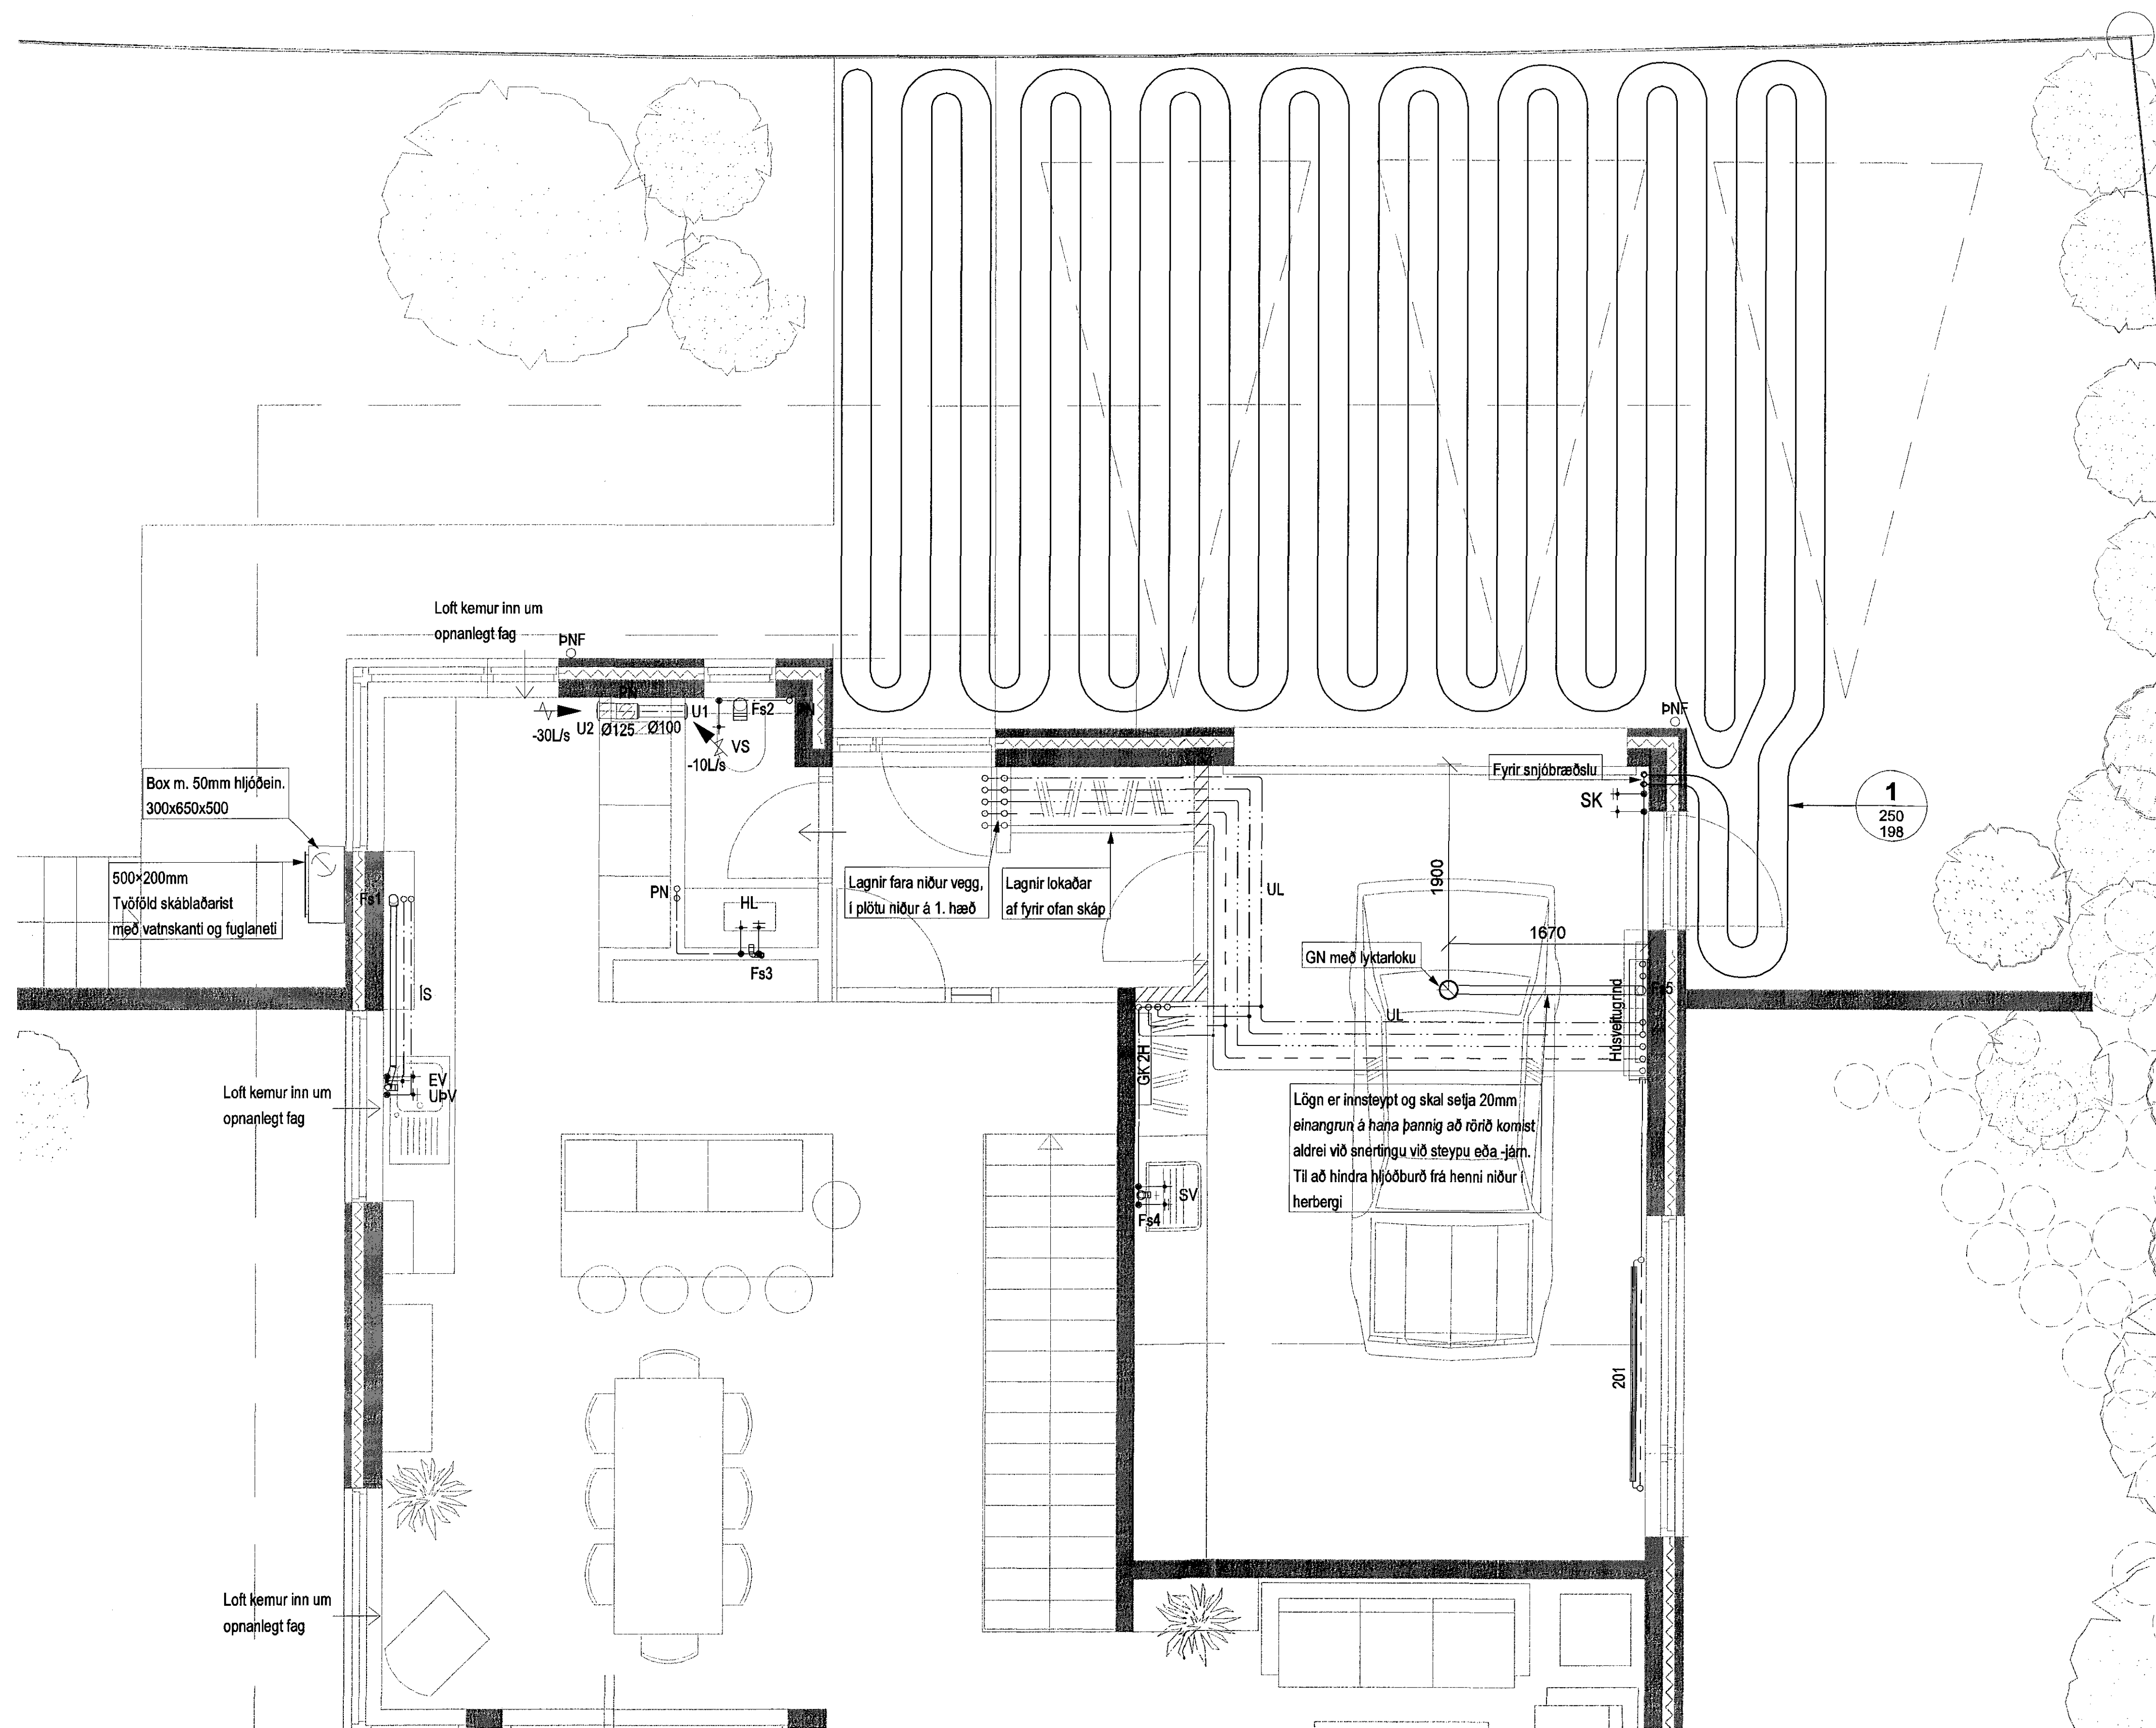 Loft kemur inn um
opnanlegt fag
ÞNF
ÞN
U1
Fs2
ÞN
-30L/s
U2
Ø125
Ø100
VS
-10L/s
ÞNF
Fyrir snjóbræðslu
SK
1
250
198
Box m. 50mm hljóðein.
300x650x500
500×200mm
Tvöföld skáblaðarist
með vatnskanti og fuglaneti
Fs1
ÍS
Lagnir fara niður vegg,
í plötu niður á 1. hæð
Lagnir lokaðar
af fyrir ofan skáp
UL
1900
PN
HL
Fs3
1670
GN með lyktarloku
UL
Húsveitugrind
GK 2H
EV
UÞV
Loft kemur inn um
opnanlegt fag
Lögn er innsteypt og skal setja 20mm
einangrun á hana þannig að rörið komist
aldrei við snertingu við steypu eða -járn.
Til að hindra hljóðburð frá henni niður í
herbergi
SV
Fs4
201
Loft kemur inn um
opnanlegt fag